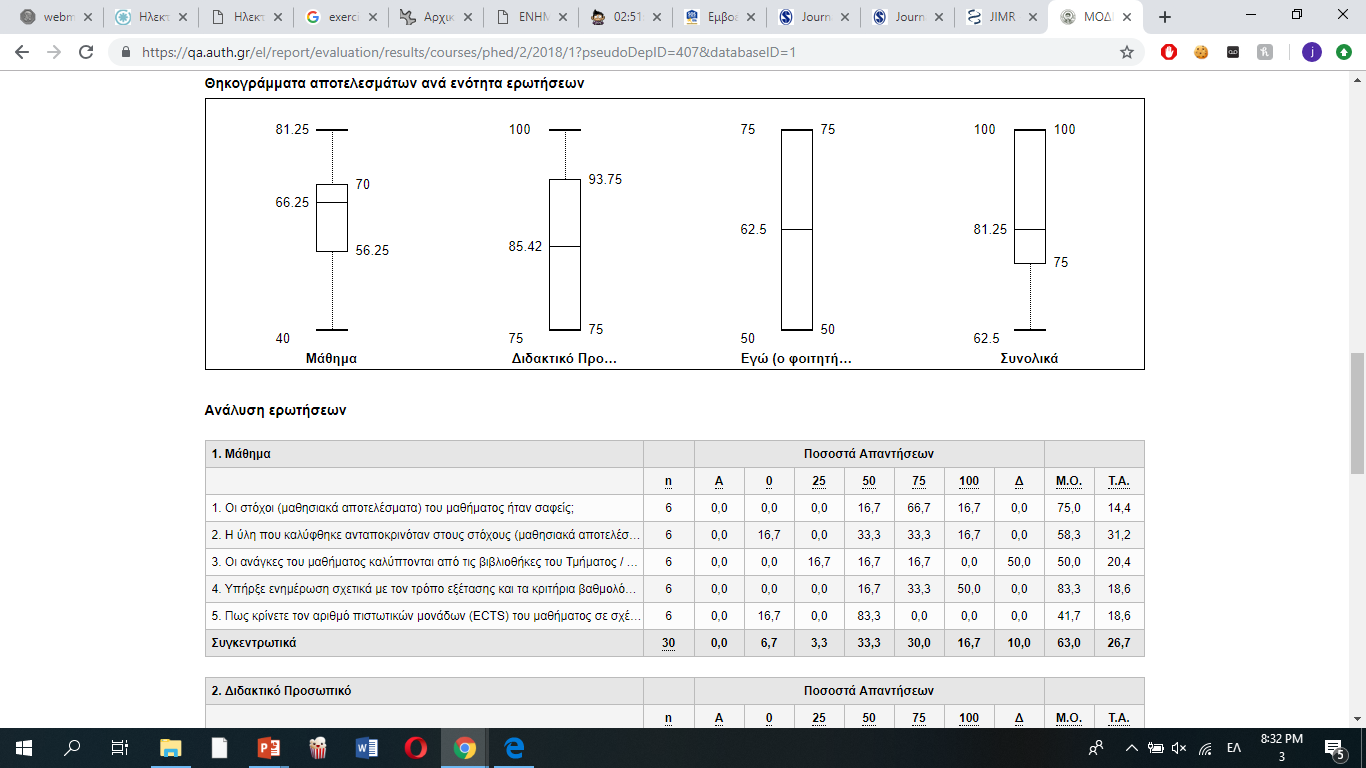 webm
Ηλεκτ
Ηλεκτ
exerci
Αρχικ
ΕΝΗΜ
02:51
Εμβοε
Journ
Journ
JIMR
ΜΟΔΙ
https://qa.auth.gr/el/report/evaluation/results/courses/phed/2/2018/1?pseudoDepID=407&databaseID=1
j
Θηκογράμματα αποτελεσμάτων ανά ενότητα ερωτήσεων
81.25 100 75 75 100 100
70 93.75
66.25 85.42 62.5 81.25
56.25 75
40 75 75 50 50 62.5
Μάθημα Διδακτικό Προ... Εγώ (ο φοιτητή... Συνολικά
Ανάλυση ερωτήσεων
1. Μάθημα Ποσοστά Απαντήσεων
n Α 0 25 50 75 100 Δ Μ.Ο. Τ.Α.
1. Οι στόχοι (μαθησιακά αποτελέσματα) του μαθήματος ήταν σαφείς; 6 0,0 0,0 0,0 16,7 66,7 16,7 0,0 75,0 14,4
2. Η ύλη που καλύφθηκε ανταποκρινόταν στους στόχους (μαθησιακά αποτελέσ... 6 0,0 16,7 0,0 33,3 33,3 16,7 0,0 58,3 31,2
3. Οι ανάγκες του μαθήματος καλύπτονται από τις βιβλιοθήκες του Τμήματος / ... 6 0,0 0,0 16,7 16,7 16,7 0,0 50,0 50,0 20,4
4. Υπήρξε ενημέρωση σχετικά με τον τρόπο εξέτασης και τα κριτήρια βαθμολό... 6 0,0 0,0 0,0 16,7 33,3 50,0 0,0 83,3 18,6
5. Πως κρίνετε τον αριθμό πιστωτικών μονάδων (ECTS) του μαθήματος σε σχέ... 6 0,0 16,7 0,0 83,3 0,0 0,0 0,0 41,7 18,6
Συγκεντρωτικά 30 0,0 6,7 3,3 33,3 30,0 16,7 10,0 63,0 26,7
2. Διδακτικό Προσωπικό Ποσοστά Απαντήσεων
n Α 0 25 50 75 100 Δ Μ.Ο. Τ.Α.
ΕΛ
8:32 PM
3
5